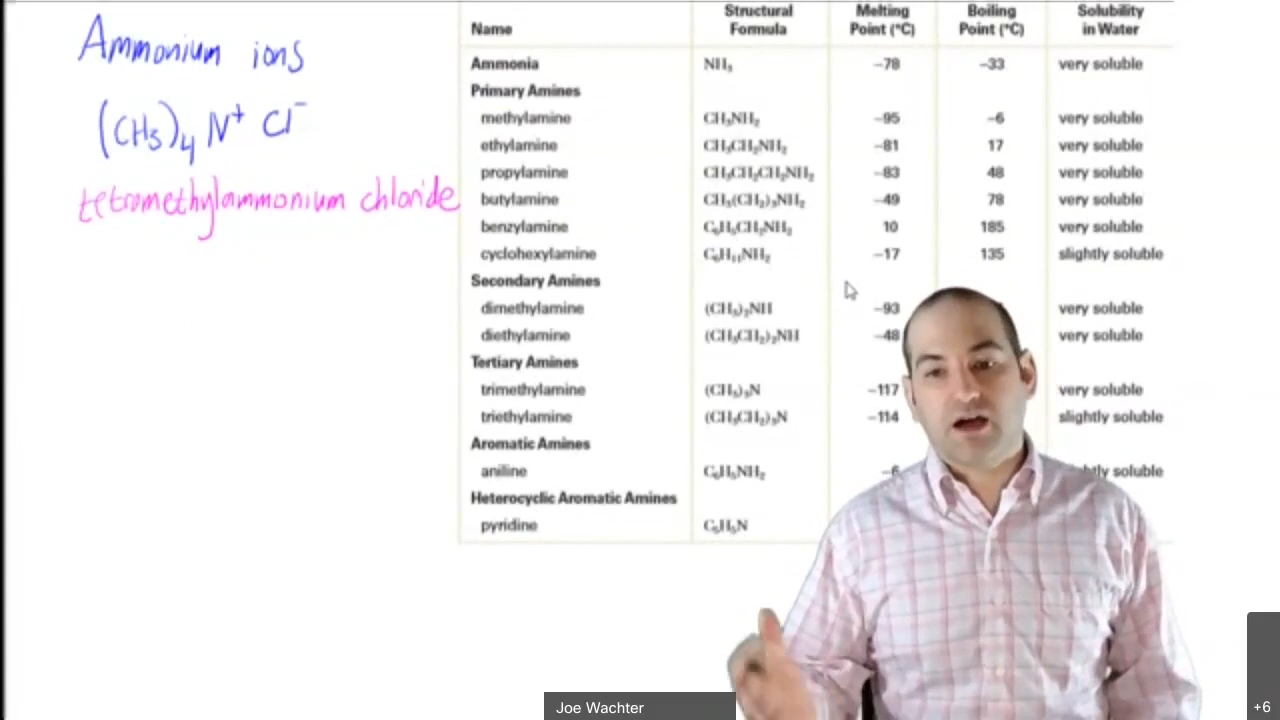 Ammonium ions
(CH₃)₄ N⁺ Cl⁻
tetramethylammonium chloride
Name Structural Formula Melting Point (°C) Boiling Point (°C) Solubility in Water
Ammonia NH₃ −78 −33 very soluble
Primary Amines
methylamine CH₃NH₂ −95 −6 very soluble
ethylamine CH₃CH₂NH₂ −81 17 very soluble
propylamine CH₃CH₂CH₂NH₂ −83 48 very soluble
butylamine CH₃(CH₂)₃NH₂ −49 78 very soluble
benzylamine C₆H₅CH₂NH₂ 10 185 very soluble
cyclohexylamine C₆H₁₁NH₂ −17 135 slightly soluble
Secondary Amines
dimethylamine (CH₃)₂NH −93 very soluble
diethylamine (CH₃CH₂)₂NH −48 very soluble
Tertiary Amines
trimethylamine (CH₃)₃N −117 very soluble
triethylamine (CH₃CH₂)₃N −114 slightly soluble
Aromatic Amines
aniline C₆H₅NH₂ −6 soluble
Heterocyclic Aromatic Amines
pyridine C₅H₅N
Joe Wachter
+6